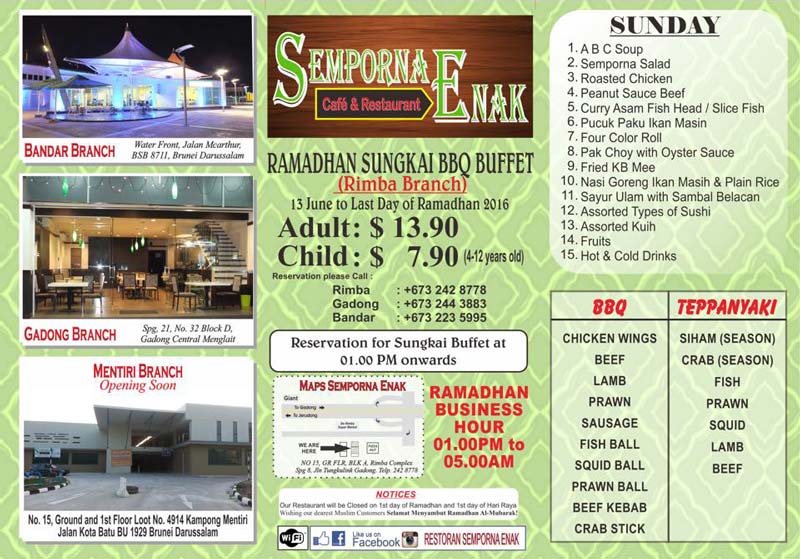 BANDAR BRANCH
Water Front, Jalan Mcarthur,
BSB 8711, Brunei Darussalam
GADONG BRANCH
Spg, 21, No. 32 Block D,
Gadong Central Menglait
MENTIRI BRANCH
Opening Soon
No. 15, Ground and 1st Floor Loot No. 4914 Kampong Mentiri
Jalan Kota Batu BU 1929 Brunei Darussalam
SEMPORNA
ENAK
Café & Restaurant
RAMADHAN SUNGKAI BBQ BUFFET
(Rimba Branch)
13 June to Last Day of Ramadhan 2016
Adult: $ 13.90
Child: $ 7.90 (4-12 years old)
Reservation please Call :
Rimba : +673 242 8778
Gadong : +673 244 3883
Bandar : +673 223 5995
Reservation for Sungkai Buffet at
01.00 PM onwards
MAPS SEMPORNA ENAK
Giant
To Gadong
To Jerudong
WE ARE
HERE
NO 15, GR FLR, BLK A, Rimba Complex
Spg 8, Jln Tungkulink Gadong. Telp. 242 8778
RAMADHAN
BUSINESS
HOUR
01.00PM to
05.00AM
NOTICES
Our Restaurant will be Closed on 1st day of Ramadhan and 1st day of Hari Raya
Wishing our dearest Muslim Customers Selamat Menyambut Ramadhan Al-Mubarak!
WiFi
Like us on
Facebook
RESTORAN SEMPORNA ENAK
SUNDAY
1. A B C Soup
2. Semporna Salad
3. Roasted Chicken
4. Peanut Sauce Beef
5. Curry Asam Fish Head / Slice Fish
6. Pucuk Paku Ikan Masin
7. Four Color Roll
8. Pak Choy with Oyster Sauce
9. Fried KB Mee
10. Nasi Goreng Ikan Masih & Plain Rice
11. Sayur Ulam with Sambal Belacan
12. Assorted Types of Sushi
13. Assorted Kuih
14. Fruits
15. Hot & Cold Drinks
BBQ
CHICKEN WINGS
BEEF
LAMB
PRAWN
SAUSAGE
FISH BALL
SQUID BALL
PRAWN BALL
BEEF KEBAB
CRAB STICK
TEPPANYAKI
SIHAM (SEASON)
CRAB (SEASON)
FISH
PRAWN
SQUID
LAMB
BEEF